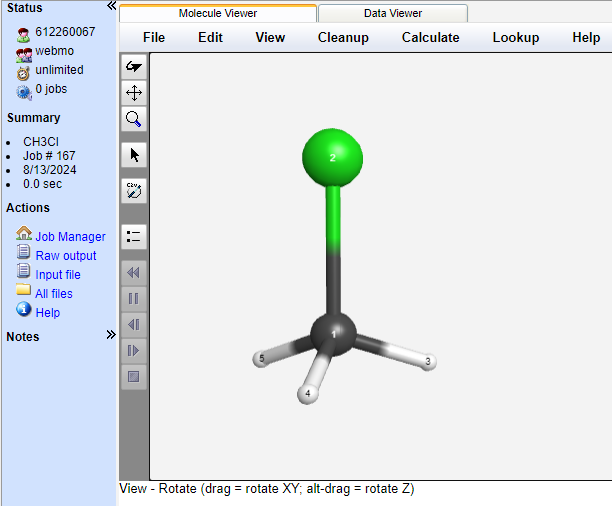 Status
612260067
webmo
unlimited
0 jobs
Summary
CH3Cl
Job # 167
8/13/2024
0.0 sec
Actions
Job Manager
Raw output
Input file
All files
Help
Notes
Molecule Viewer
Data Viewer
File Edit View Cleanup Calculate Lookup Help
2
1
5
3
4
View - Rotate (drag = rotate XY; alt-drag = rotate Z)